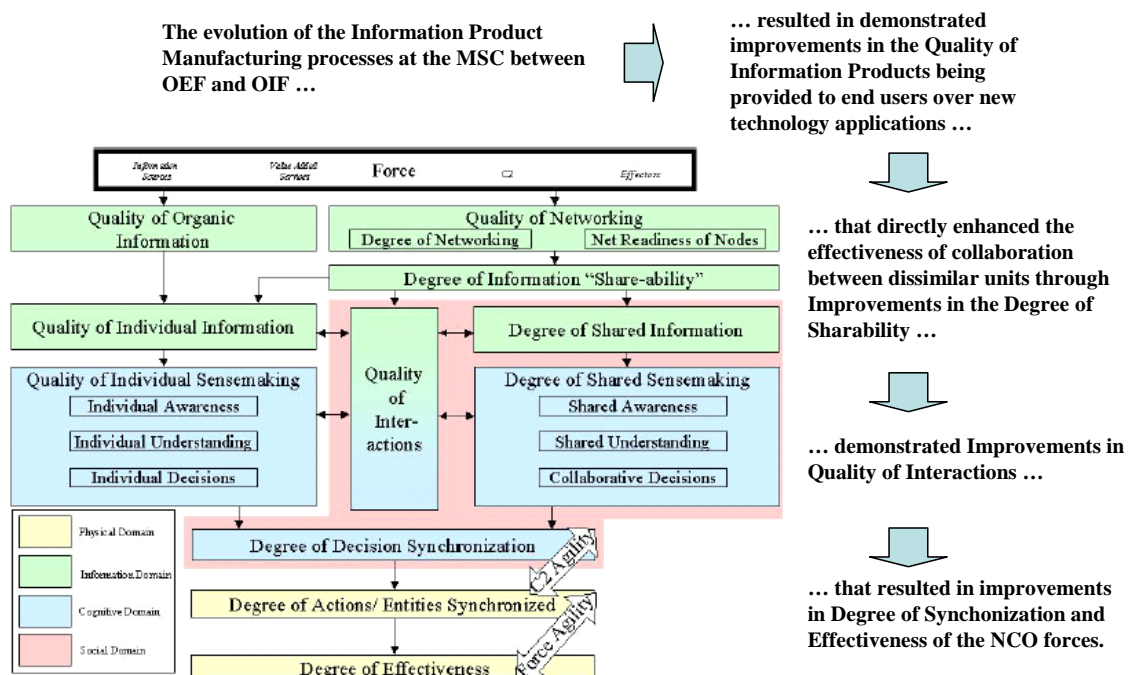 The evolution of the Information Product
Manufacturing processes at the MSC between
OEF and OIF …
… resulted in demonstrated
improvements in the Quality of
Information Products being
provided to end users over new
technology applications …
… that directly enhanced the
effectiveness of collaboration
between dissimilar units through
Improvements in the Degree of
Sharability …
… demonstrated Improvements in
Quality of Interactions …
… that resulted in improvements
in Degree of Synchonization and
Effectiveness of the NCO forces.
Information
Sources
Value Added
Services
Force
C2
Effectors
Quality of Organic
Information
Quality of Networking
Degree of Networking
Net Readiness of Nodes
Degree of Information “Share-ability”
Quality of Individual Information
Quality
of
Inter-
actions
Degree of Shared Information
Quality of Individual Sensemaking
Individual Awareness
Individual Understanding
Individual Decisions
Degree of Shared Sensemaking
Shared Awareness
Shared Understanding
Collaborative Decisions
Physical Domain
Information Domain
Cognitive Domain
Social Domain
Degree of Decision Synchronization
C2 Agility
Degree of Actions/ Entities Synchronized
Force Agility
Degree of Effectiveness